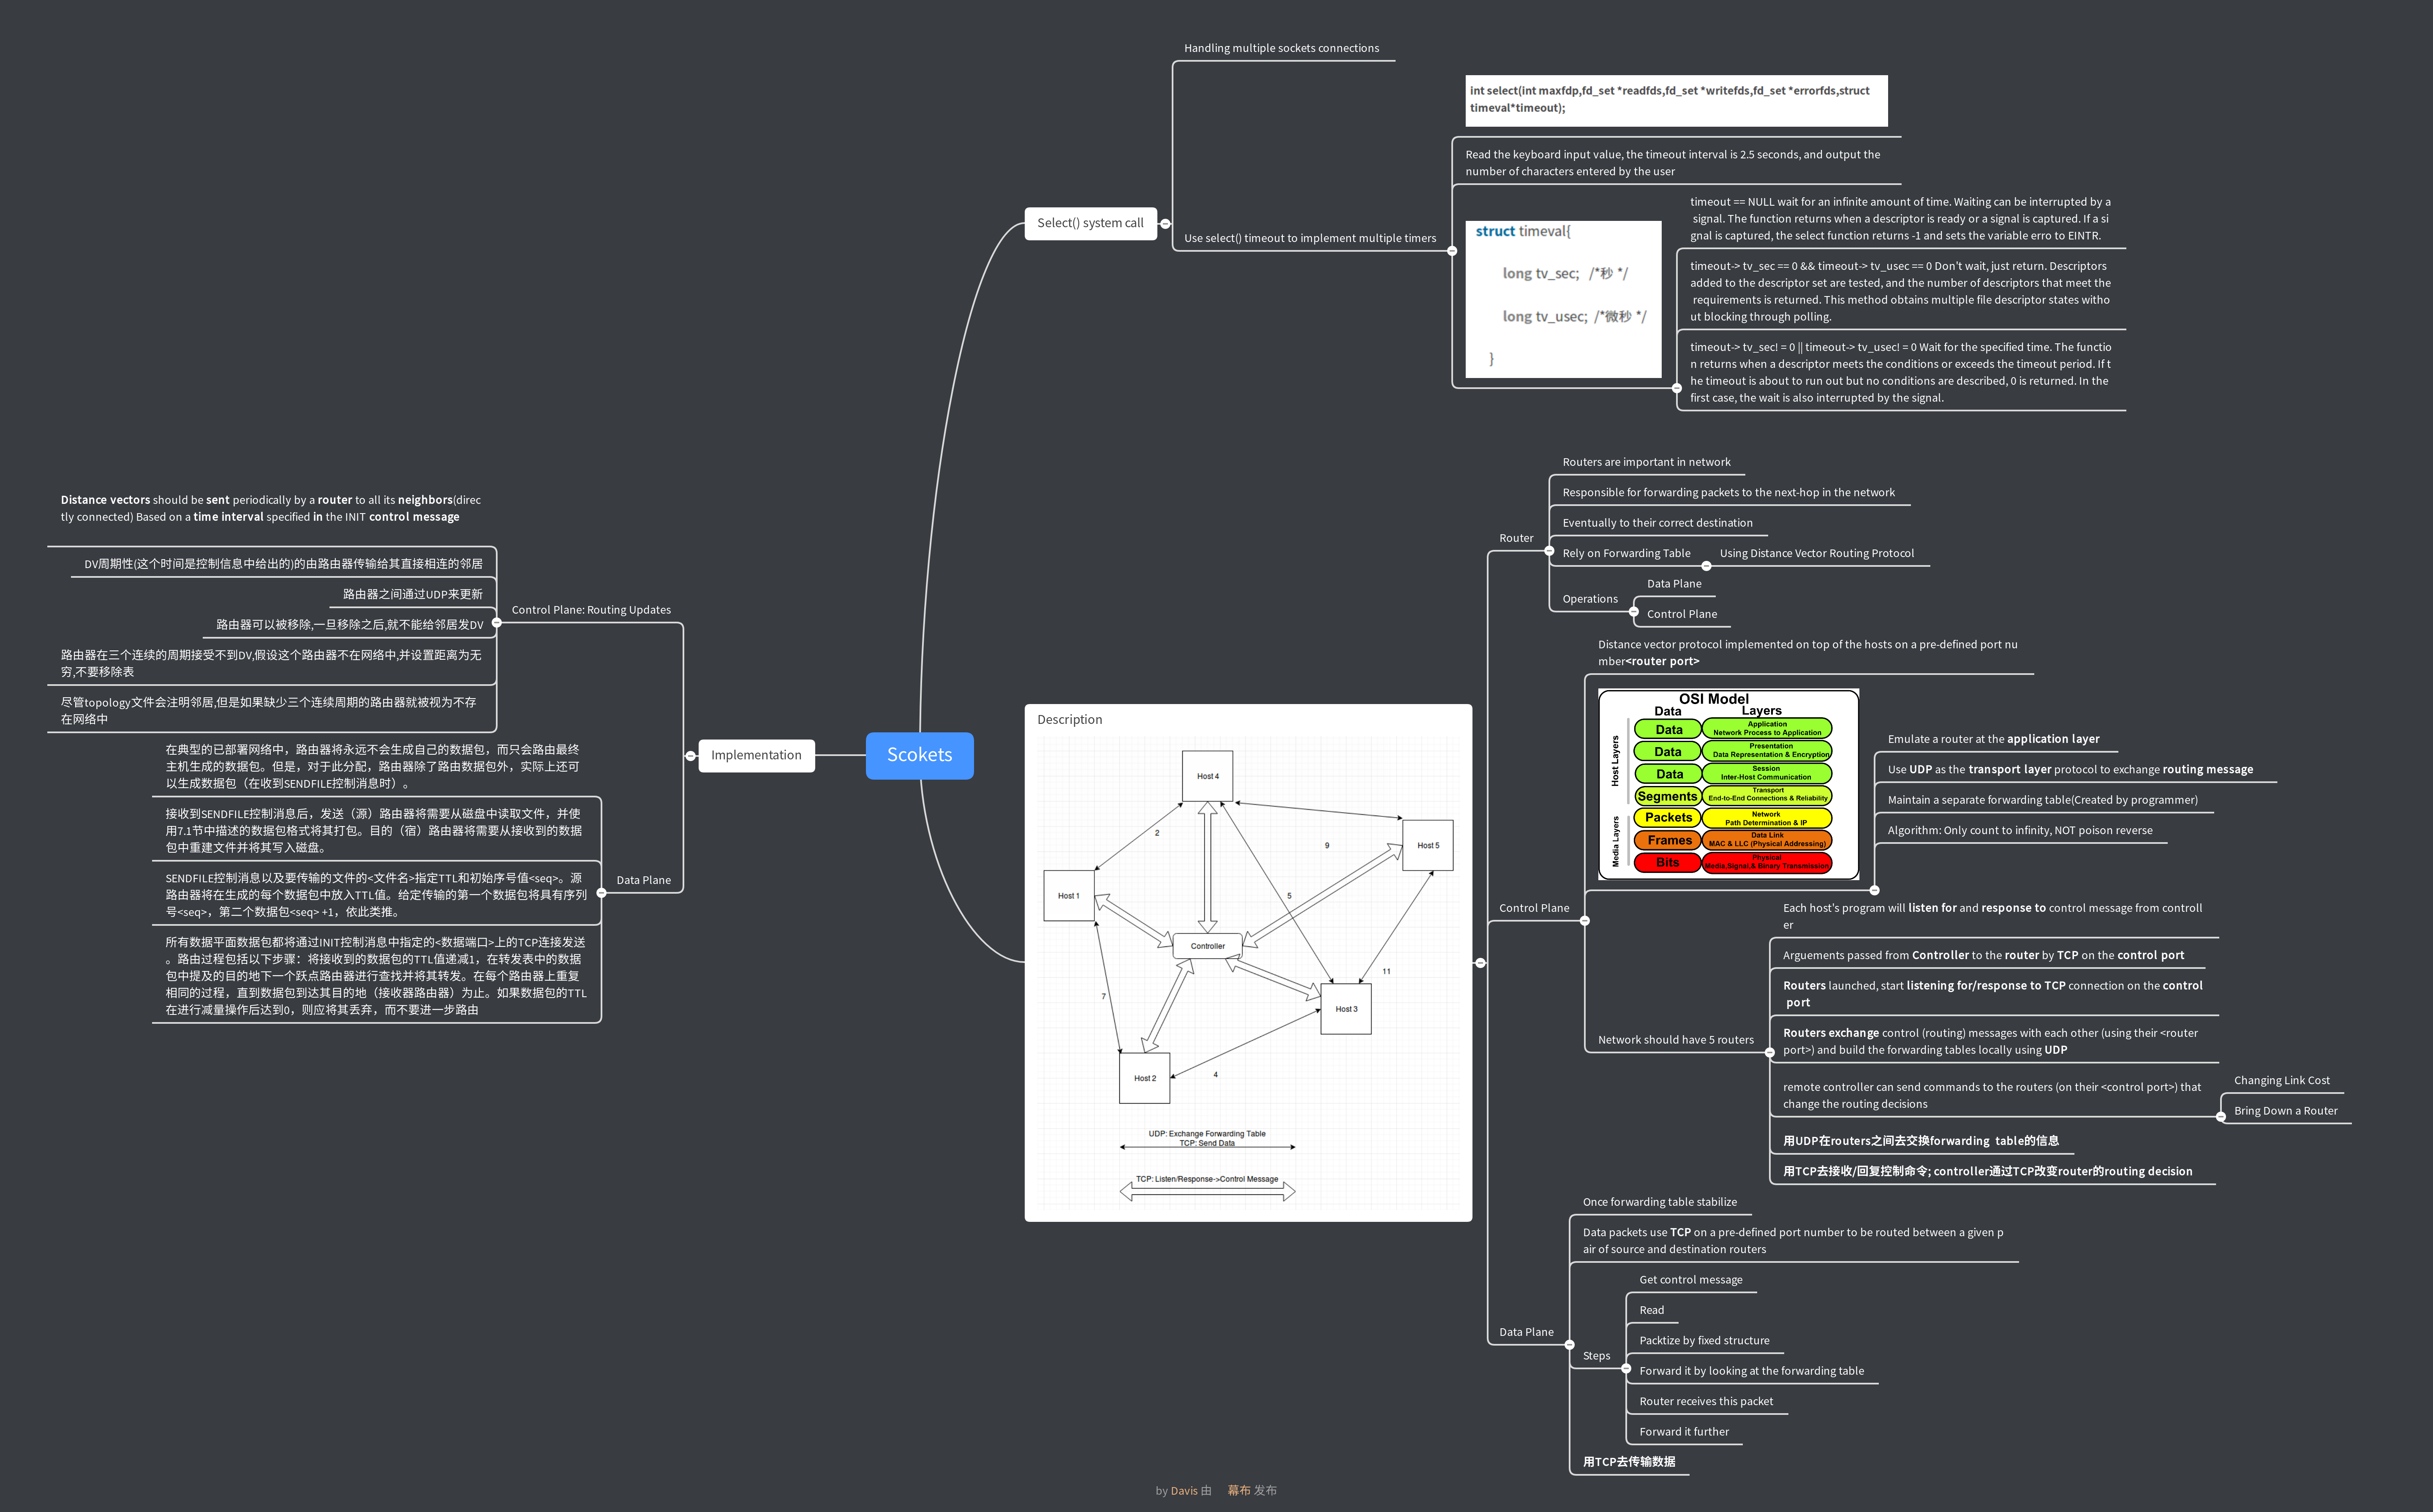 Scokets
Select() system call
Handling multiple sockets connections
Use select() timeout to implement multiple timers
int select(int maxfdp,fd_set *readfds,fd_set *writefds,fd_set *errorfds,struct
timeval*timeout);
Read the keyboard input value, the timeout interval is 2.5 seconds, and output the
number of characters entered by the user
struct timeval{
long tv_sec; /*秒 */
long tv_usec; /*微秒 */
}
timeout == NULL wait for an infinite amount of time. Waiting can be interrupted by a
signal. The function returns when a descriptor is ready or a signal is captured. If a si
gnal is captured, the select function returns -1 and sets the variable erro to EINTR.
timeout-> tv_sec == 0 && timeout-> tv_usec == 0 Don't wait, just return. Descriptors
added to the descriptor set are tested, and the number of descriptors that meet the
requirements is returned. This method obtains multiple file descriptor states witho
ut blocking through polling.
timeout-> tv_sec! = 0 || timeout-> tv_usec! = 0 Wait for the specified time. The functio
n returns when a descriptor meets the conditions or exceeds the timeout period. If t
he timeout is about to run out but no conditions are described, 0 is returned. In the
first case, the wait is also interrupted by the signal.
Description
Host 4
Host 5
Host 1
Controller
Host 3
Host 2
2
9
5
11
7
4
UDP: Exchange Forwarding Table
TCP: Send Data
TCP: Listen/Response->Control Message
Router
Routers are important in network
Responsible for forwarding packets to the next-hop in the network
Eventually to their correct destination
Rely on Forwarding Table
Using Distance Vector Routing Protocol
Operations
Data Plane
Control Plane
Control Plane
Distance vector protocol implemented on top of the hosts on a pre-defined port nu
mber<router port>
OSI Model
Data Layers
Host Layers
Media Layers
Data
Application
Network Process to Application
Data
Presentation
Data Representation & Encryption
Data
Session
Inter-Host Communication
Segments
Transport
End-to-End Connections & Reliability
Packets
Network
Path Determination & IP
Frames
Data Link
MAC & LLC (Physical Addressing)
Bits
Physical
Media,Signal,& Binary Transmission
Emulate a router at the application layer
Use UDP as the transport layer protocol to exchange routing message
Maintain a separate forwarding table(Created by programmer)
Algorithm: Only count to infinity, NOT poison reverse
Network should have 5 routers
Each host's program will listen for and response to control message from controll
er
Arguements passed from Controller to the router by TCP on the control port
Routers launched, start listening for/response to TCP connection on the control
port
Routers exchange control (routing) messages with each other (using their <router
port>) and build the forwarding tables locally using UDP
remote controller can send commands to the routers (on their <control port>) that
change the routing decisions
Changing Link Cost
Bring Down a Router
用UDP在routers之间去交换forwarding table的信息
用TCP去接收/回复控制命令; controller通过TCP改变router的routing decision
Data Plane
Once forwarding table stabilize
Data packets use TCP on a pre-defined port number to be routed between a given p
air of source and destination routers
Steps
Get control message
Read
Packtize by fixed structure
Forward it by looking at the forwarding table
Router receives this packet
Forward it further
用TCP去传输数据
Implementation
Control Plane: Routing Updates
Distance vectors should be sent periodically by a router to all its neighbors(direc
tly connected) Based on a time interval specified in the INIT control message
DV周期性(这个时间是控制信息中给出的)的由路由器传输给其直接相连的邻居
路由器之间通过UDP来更新
路由器可以被移除,一旦移除之后,就不能给邻居发DV
路由器在三个连续的周期接受不到DV,假设这个路由器不在网络中,并设置距离为无
穷,不要移除表
尽管topology文件会注明邻居,但是如果缺少三个连续周期的路由器就被视为不存
在网络中
Data Plane
在典型的已部署网络中，路由器将永远不会生成自己的数据包，而只会路由最终
主机生成的数据包。但是，对于此分配，路由器除了路由数据包外，实际上还可
以生成数据包（在收到SENDFILE控制消息时）。
接收到SENDFILE控制消息后，发送（源）路由器将需要从磁盘中读取文件，并使
用7.1节中描述的数据包格式将其打包。目的（宿）路由器将需要从接收到的数据
包中重建文件并将其写入磁盘。
SENDFILE控制消息以及要传输的文件的<文件名>指定TTL和初始序号值<seq>。源
路由器将在生成的每个数据包中放入TTL值。给定传输的第一个数据包将具有序列
号<seq>，第二个数据包<seq> +1，依此类推。
所有数据平面数据包都将通过INIT控制消息中指定的<数据端口>上的TCP连接发送
。路由过程包括以下步骤：将接收到的数据包的TTL值递减1，在转发表中的数据
包中提及的目的地下一个跃点路由器进行查找并将其转发。在每个路由器上重复
相同的过程，直到数据包到达其目的地（接收器路由器）为止。如果数据包的TTL
在进行减量操作后达到0，则应将其丢弃，而不要进一步路由
by Davis 由 幕布 发布